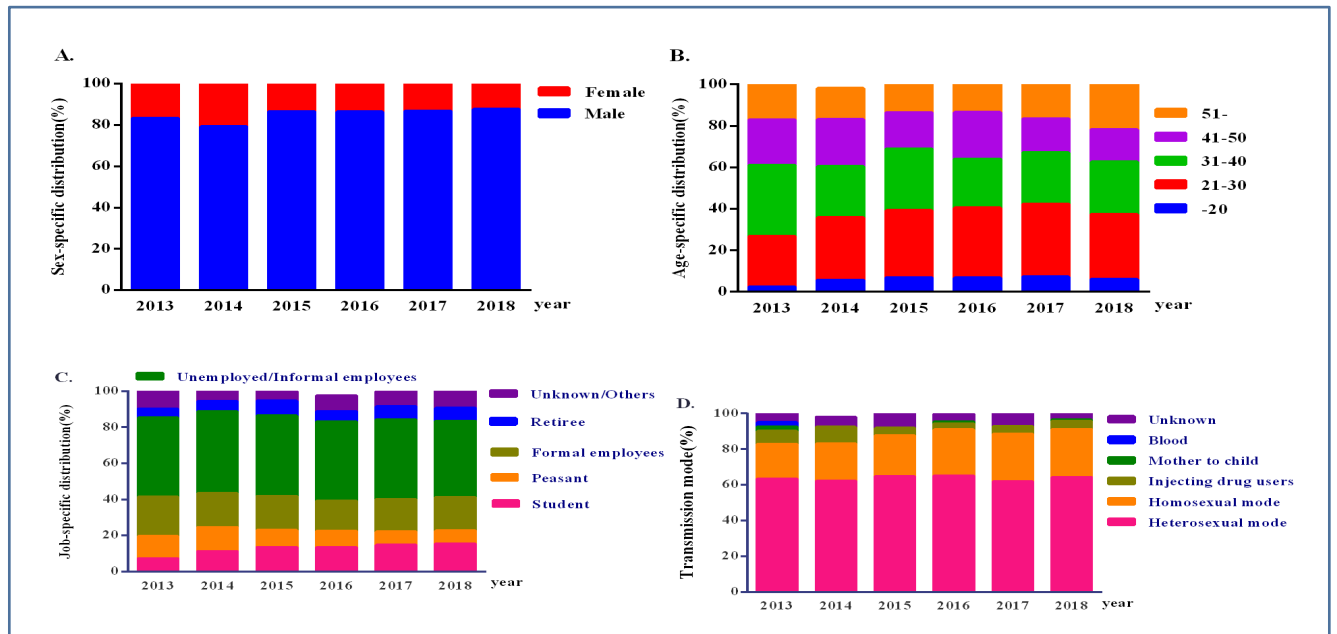 A.
Sex-specific distribution(%)
100
80
60
40
20
0
2013 2014 2015 2016 2017 2018 year
Female
Male
B.
Age-specific distribution(%)
100
80
60
40
20
0
2013 2014 2015 2016 2017 2018 year
51-
41-50
31-40
21-30
-20
C.
Job-specific distribution(%)
100
80
60
40
20
0
2013 2014 2015 2016 2017 2018 year
Unemployed/Informal employees
Unknown/Others
Retiree
Formal employees
Peasant
Student
D.
Transmission mode(%)
100
80
60
40
20
0
2013 2014 2015 2016 2017 2018 year
Unknown
Blood
Mother to child
Injecting drug users
Homosexual mode
Heterosexual mode